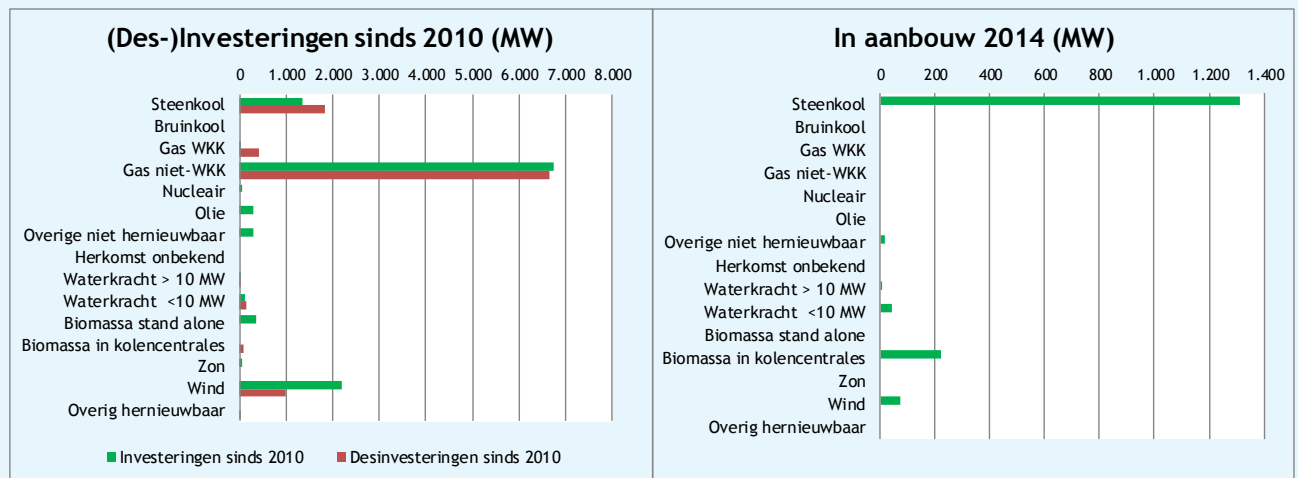 (Des-)Investeringen sinds 2010 (MW)
0 1.000 2.000 3.000 4.000 5.000 6.000 7.000 8.000
Steenkool
Bruinkool
Gas WKK
Gas niet-WKK
Nucleair
Olie
Overige niet hernieuwbaar
Herkomst onbekend
Waterkracht > 10 MW
Waterkracht <10 MW
Biomassa stand alone
Biomassa in kolencentrales
Zon
Wind
Overig hernieuwbaar
Investeringen sinds 2010 Desinvesteringen sinds 2010
In aanbouw 2014 (MW)
0 200 400 600 800 1.000 1.200 1.400
Steenkool
Bruinkool
Gas WKK
Gas niet-WKK
Nucleair
Olie
Overige niet hernieuwbaar
Herkomst onbekend
Waterkracht > 10 MW
Waterkracht <10 MW
Biomassa stand alone
Biomassa in kolencentrales
Zon
Wind
Overig hernieuwbaar